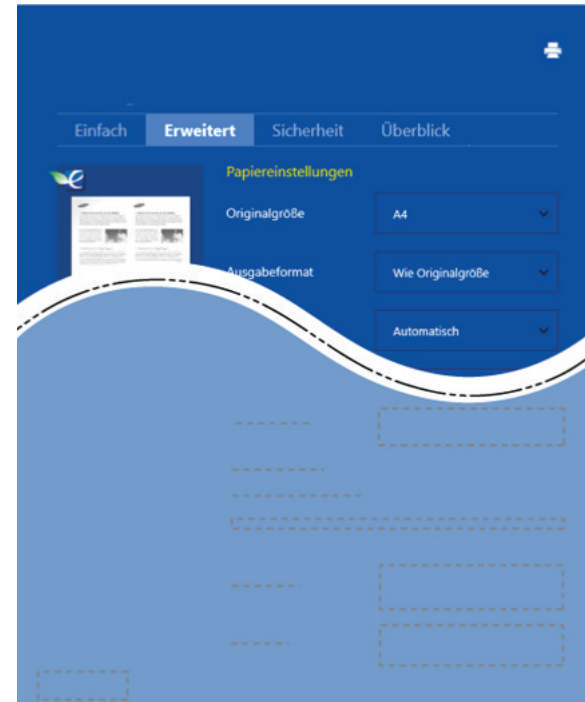 Einfach Erweitert Sicherheit Überblick
Papiereinstellungen
Originalgröße A4
Ausgabeformat Wie Originalgröße
Automatisch